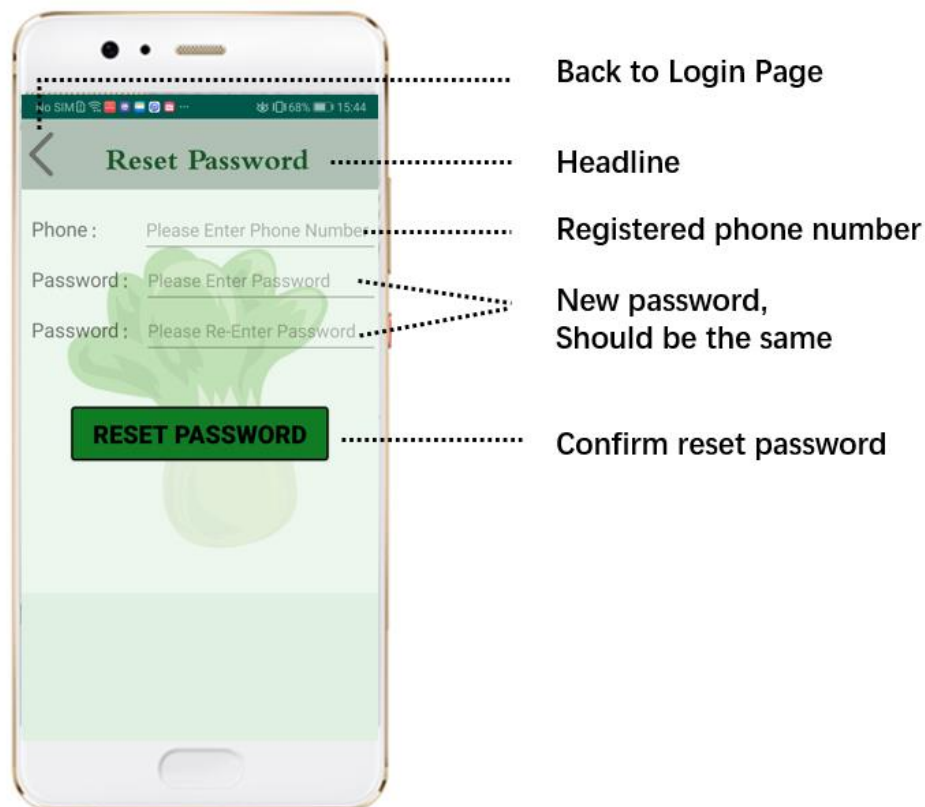 No SIM 68% 15:44
Back to Login Page
Reset Password
Headline
Phone : Please Enter Phone Number
Registered phone number
Password : Please Enter Password
Password : Please Re-Enter Password
New password,
Should be the same
RESET PASSWORD
Confirm reset password